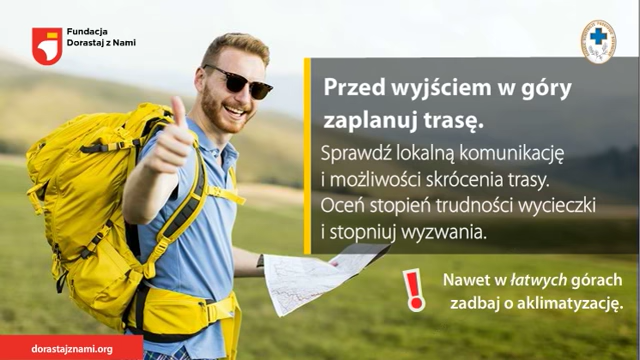 Fundacja
Dorastaj z Nami
Przed wyjściem w góry
zaplanuj trasę.
Sprawdź lokalną komunikację
i możliwości skrócenia trasy.
Oceń stopień trudności wycieczki
i stopniuj wyzwania.
Nawet w łatwych górach
zadbaj o aklimatyzację.
dorastajznami.org